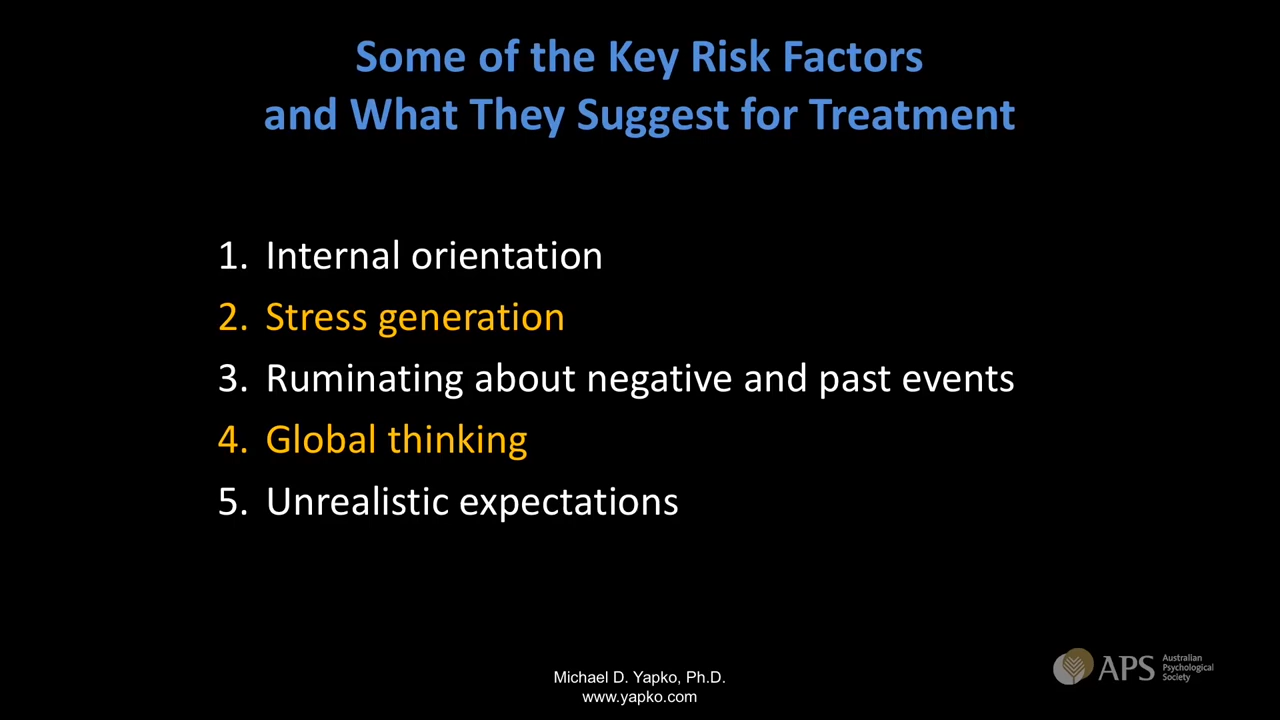 Some of the Key Risk Factors
and What They Suggest for Treatment
1. Internal orientation
2. Stress generation
3. Ruminating about negative and past events
4. Global thinking
5. Unrealistic expectations
Michael D. Yapko, Ph.D.
www.yapko.com
APS
Australian
Psychological
Society